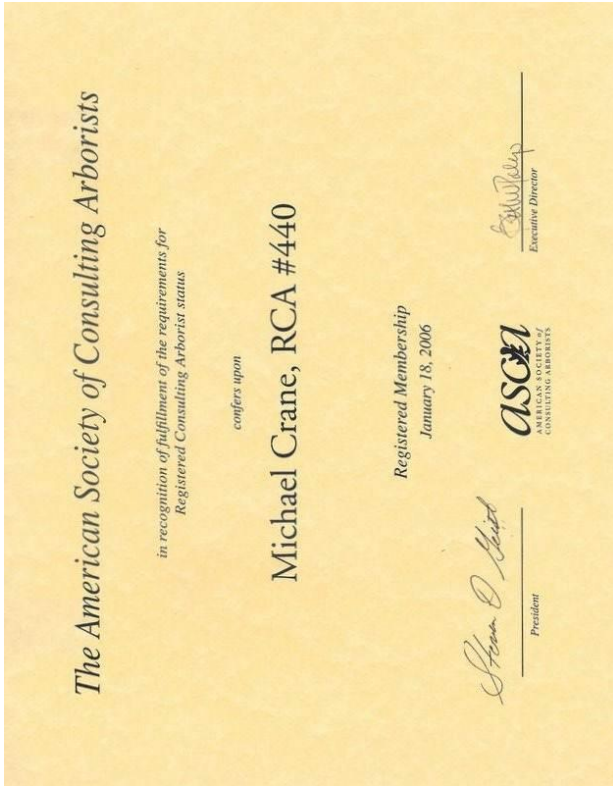 The American Society of Consulting Arborists
in recognition of fulfillment of the requirements for
Registered Consulting Arborist status
confers upon
Michael Crane, RCA #440
Registered Membership
January 18, 2006
President
asca
AMERICAN SOCIETY of
CONSULTING ARBORISTS
Executive Director